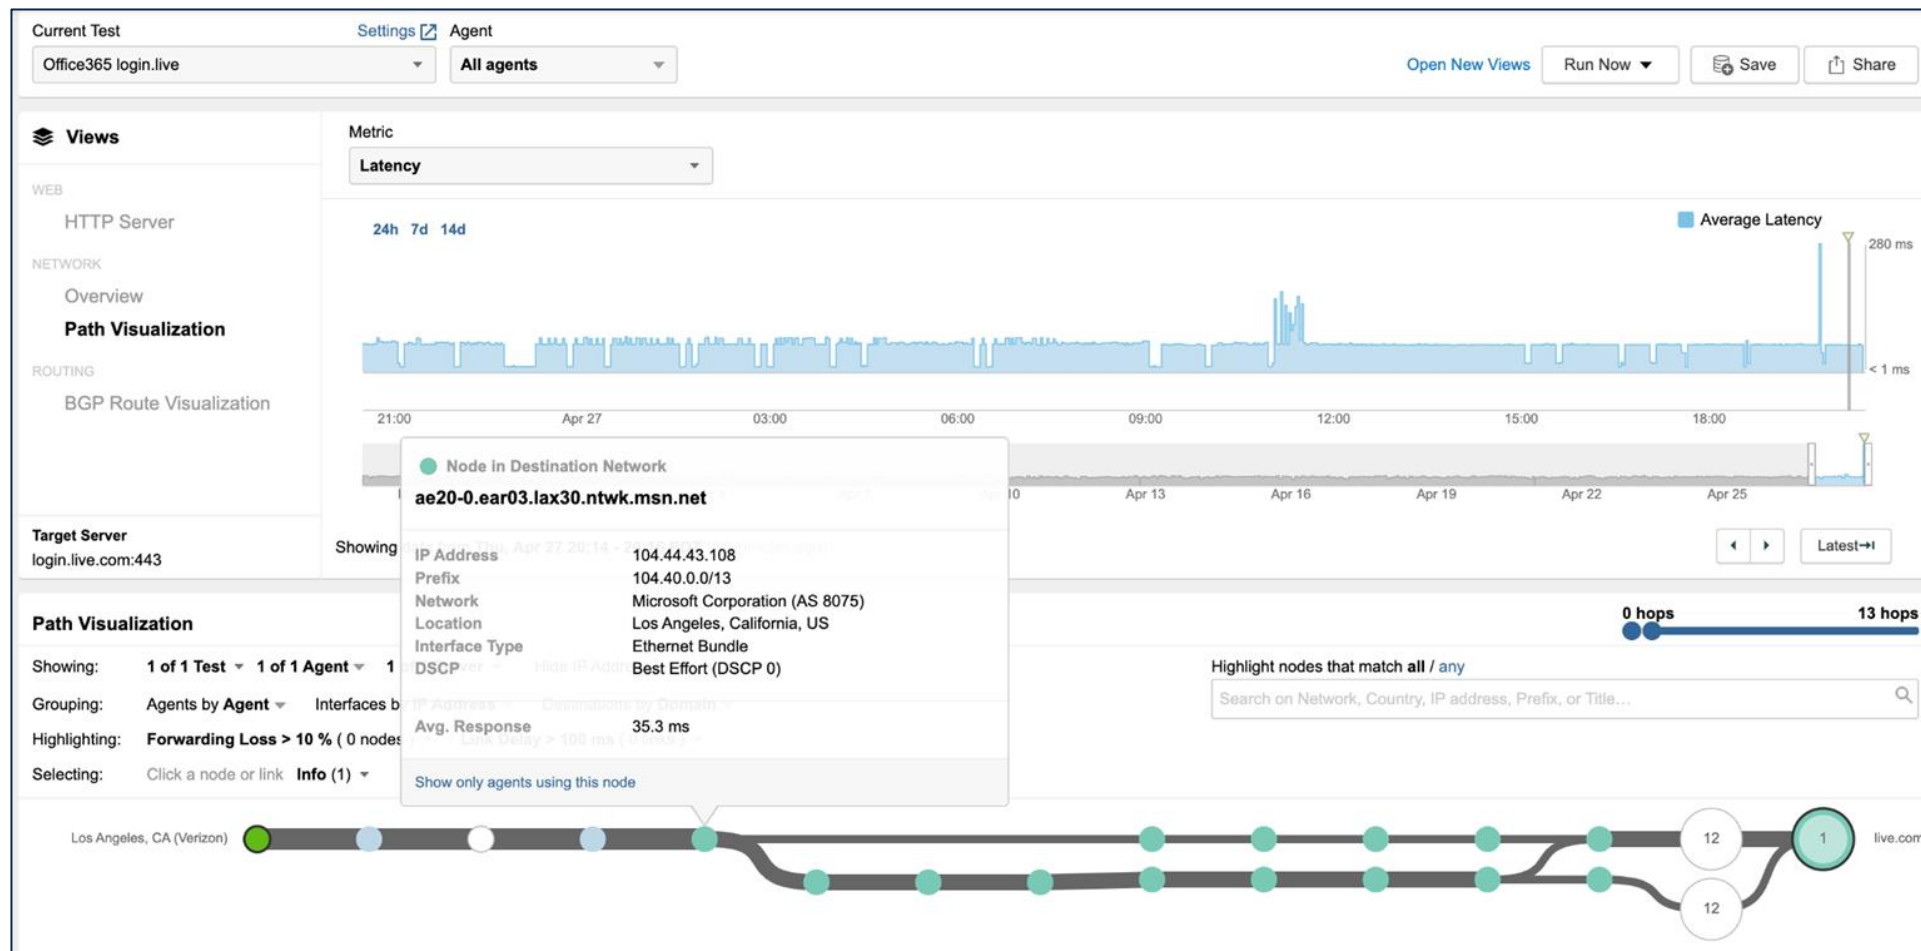 Current Test Settings Agent
Office365 login.live All agents Open New Views Run Now Save Share
Views
WEB
HTTP Server
NETWORK
Overview
Path Visualization
ROUTING
BGP Route Visualization
Target Server
login.live.com:443
Metric
Latency
24h 7d 14d
Average Latency
280 ms
< 1 ms
21:00 Apr 27 03:00 06:00 09:00 12:00 15:00 18:00
Apr 13 Apr 16 Apr 19 Apr 22 Apr 25
Showing
Latest
Node in Destination Network
ae20-0.ear03.lax30.ntwk.msn.net
IP Address 104.44.43.108
Prefix 104.40.0.0/13
Network Microsoft Corporation (AS 8075)
Location Los Angeles, California, US
Interface Type Ethernet Bundle
DSCP Best Effort (DSCP 0)
Avg. Response 35.3 ms
Show only agents using this node
Path Visualization
0 hops 13 hops
Showing: 1 of 1 Test 1 of 1 Agent 1
Grouping: Agents by Agent Interfaces b
Highlighting: Forwarding Loss > 10 % ( 0 nodes
Selecting: Click a node or link Info (1)
Highlight nodes that match all / any
Search on Network, Country, IP address, Prefix, or Title...
Los Angeles, CA (Verizon) 12 1 live.com
12